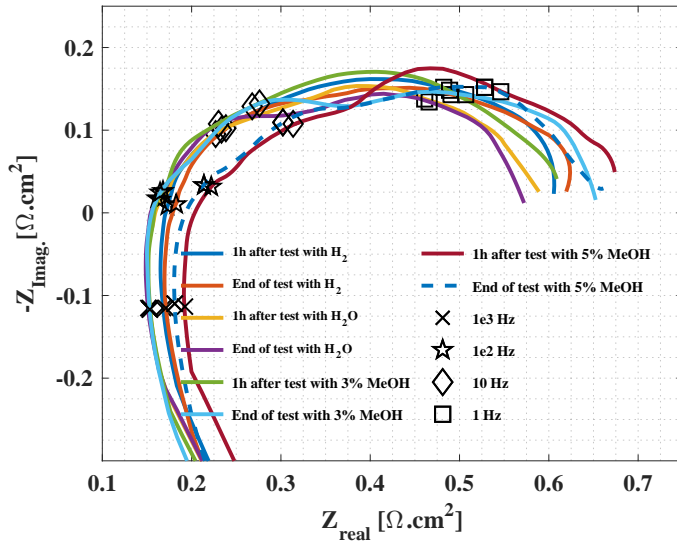 0.2
0.1
0
-0.1
-0.2
-Z_Imag. [Ω.cm²]
1h after test with H₂
End of test with H₂
1h after test with H₂O
End of test with H₂O
1h after test with 3% MeOH
End of test with 3% MeOH
1h after test with 5% MeOH
End of test with 5% MeOH
1e3 Hz
1e2 Hz
10 Hz
1 Hz
0.1 0.2 0.3 0.4 0.5 0.6 0.7
Z_real [Ω.cm²]